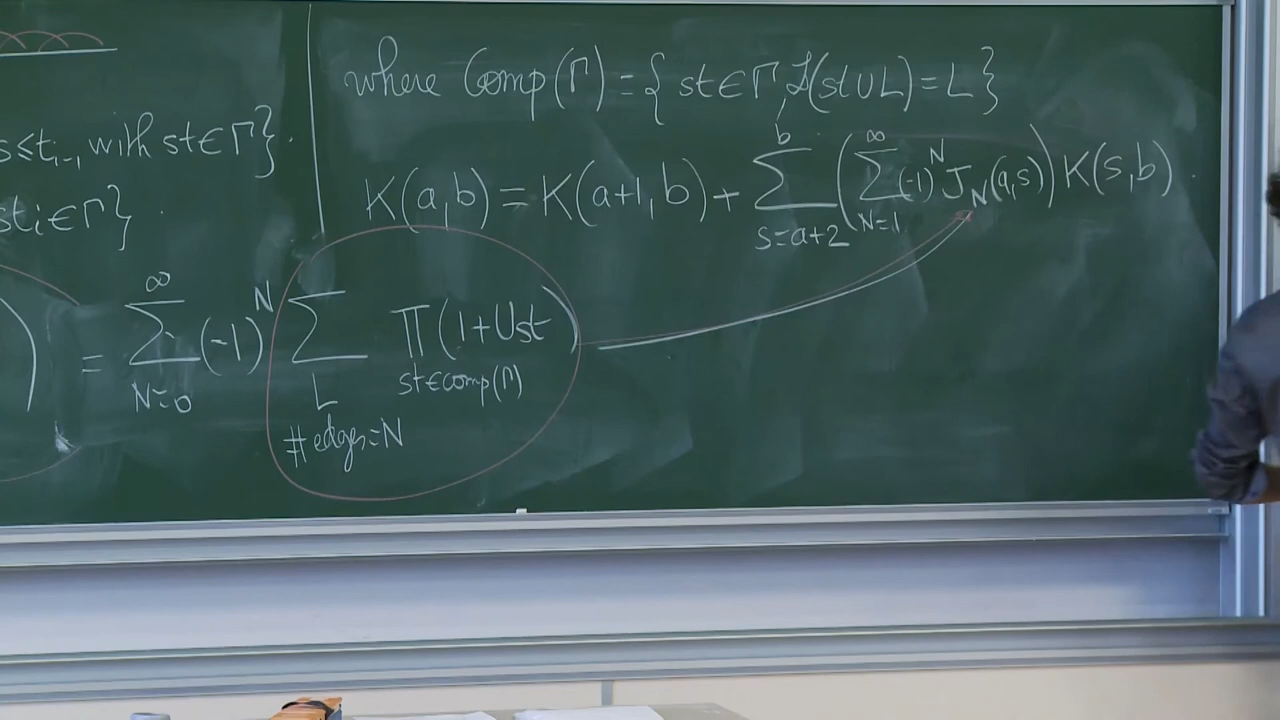 s ≤ t_{i-1}, with st ∈ Γ}.
st_i ∈ Γ}.
) = ∑_{N=0}^{∞} (-1)^N ∑_{L #edges=N} ∏_{st∈comp(Γ)} (1+U_{st})
where Comp(Γ) = { st ∈ Γ, ℒ(st ∪ L) = L }
K(a,b) = K(a+1, b) + ∑_{s=a+2}^{b} (∑_{N=1}^{∞} (-1)^N J_N(a,s)) K(s,b).